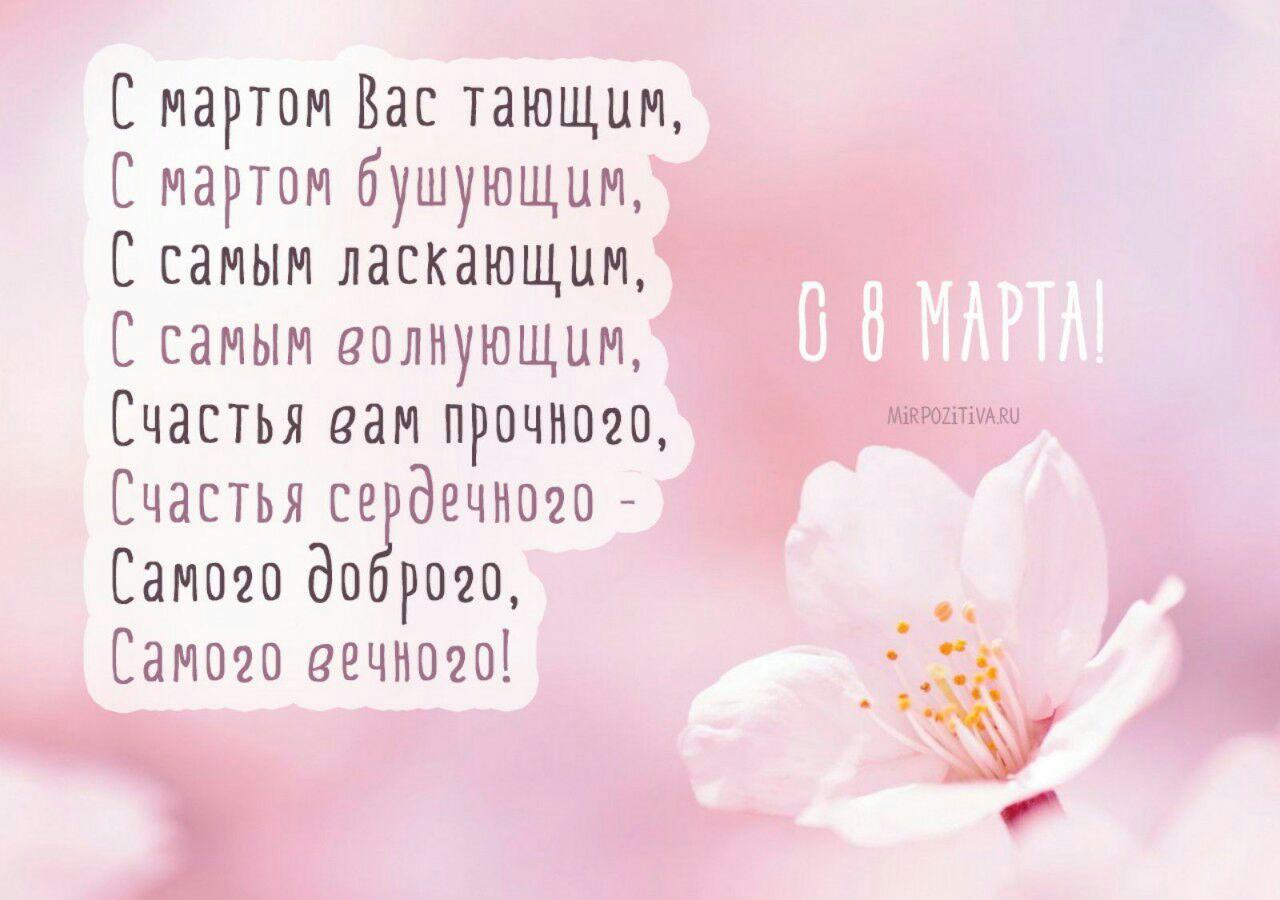 С мартом Вас тающим,
С мартом бушующим,
С самым ласкающим,
С самым волнующим,
Счастья вам прочного,
Счастья сердечного -
Самого доброго,
Самого вечного!
С 8 МАРТА!
MiRPOZiTiVA.RU